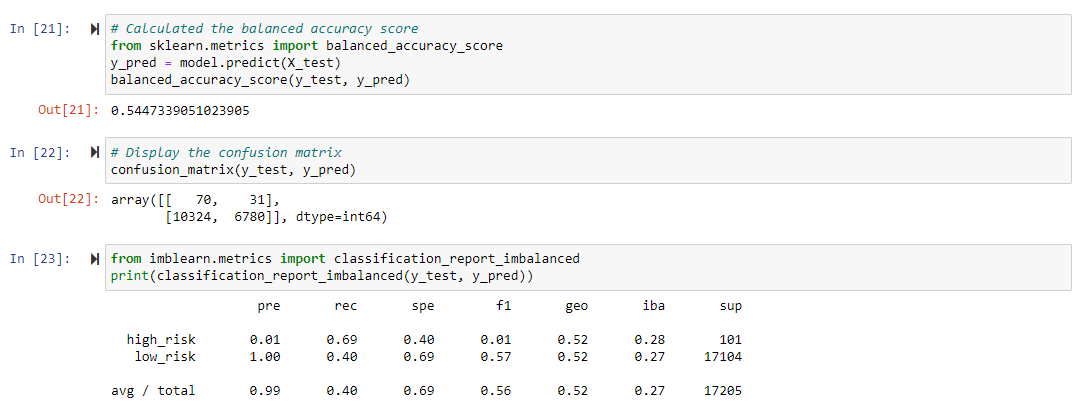 In [21]: # Calculated the balanced accuracy score
from sklearn.metrics import balanced_accuracy_score
y_pred = model.predict(X_test)
balanced_accuracy_score(y_test, y_pred)
Out[21]: 0.5447339051023905
In [22]: # Display the confusion matrix
confusion_matrix(y_test, y_pred)
Out[22]: array([[   70,    31],
       [10324,  6780]], dtype=int64)
In [23]: from imblearn.metrics import classification_report_imbalanced
print(classification_report_imbalanced(y_test, y_pred))
pre rec spe f1 geo iba sup
high_risk 0.01 0.69 0.40 0.01 0.52 0.28 101
low_risk 1.00 0.40 0.69 0.57 0.52 0.27 17104
avg / total 0.99 0.40 0.69 0.56 0.52 0.27 17205